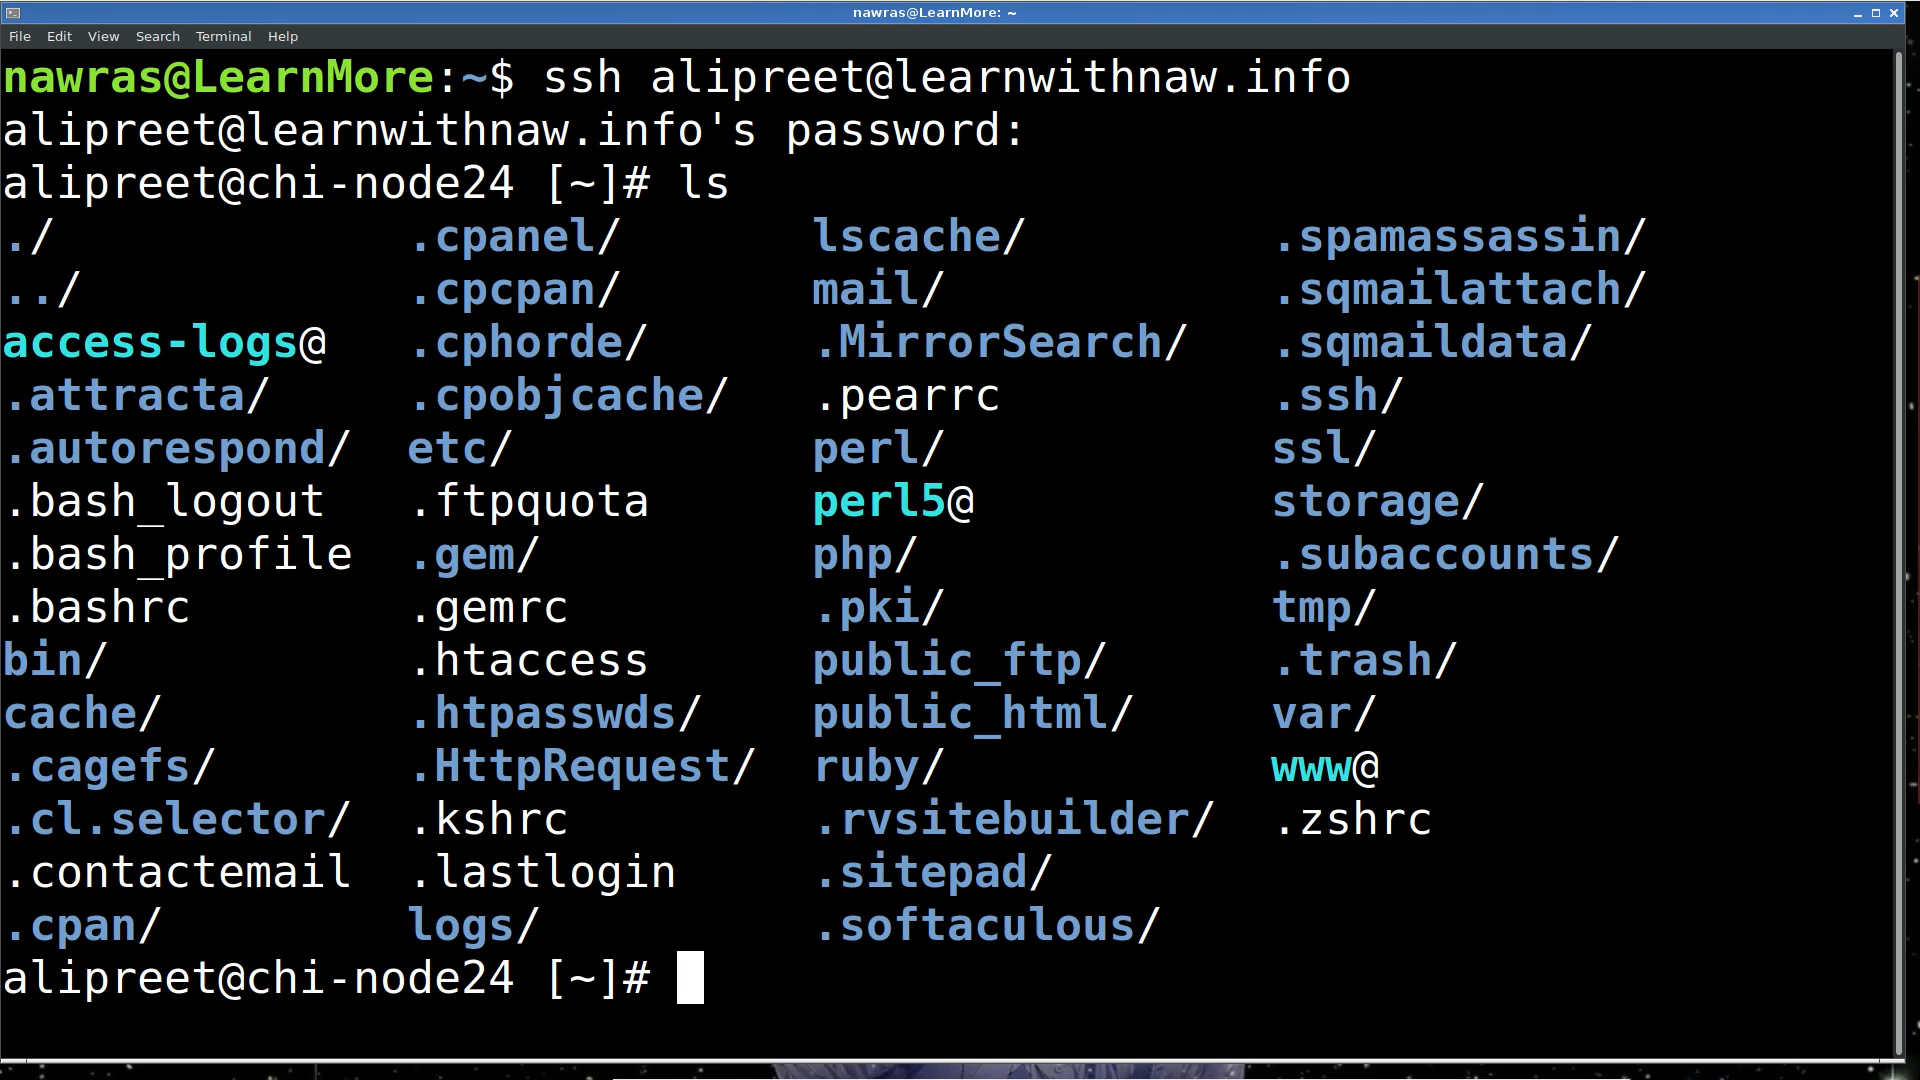 nawras@LearnMore: ~
File Edit View Search Terminal Help
nawras@LearnMore:~$ ssh alipreet@learnwithnaw.info
alipreet@learnwithnaw.info's password:
alipreet@chi-node24 [~]# ls
./ .cpanel/ lscache/ .spamassassin/
../ .cpcpan/ mail/ .sqmailattach/
access-logs@ .cphorde/ .MirrorSearch/ .sqmaildata/
.attracta/ .cpobjcache/ .pearrc .ssh/
.autorespond/ etc/ perl/ ssl/
.bash_logout .ftpquota perl5@ storage/
.bash_profile .gem/ php/ .subaccounts/
.bashrc .gemrc .pki/ tmp/
bin/ .htaccess public_ftp/ .trash/
cache/ .htpasswds/ public_html/ var/
.cagefs/ .HttpRequest/ ruby/ www@
.cl.selector/ .kshrc .rvsitebuilder/ .zshrc
.contactemail .lastlogin .sitepad/
.cpan/ logs/ .softaculous/
alipreet@chi-node24 [~]#